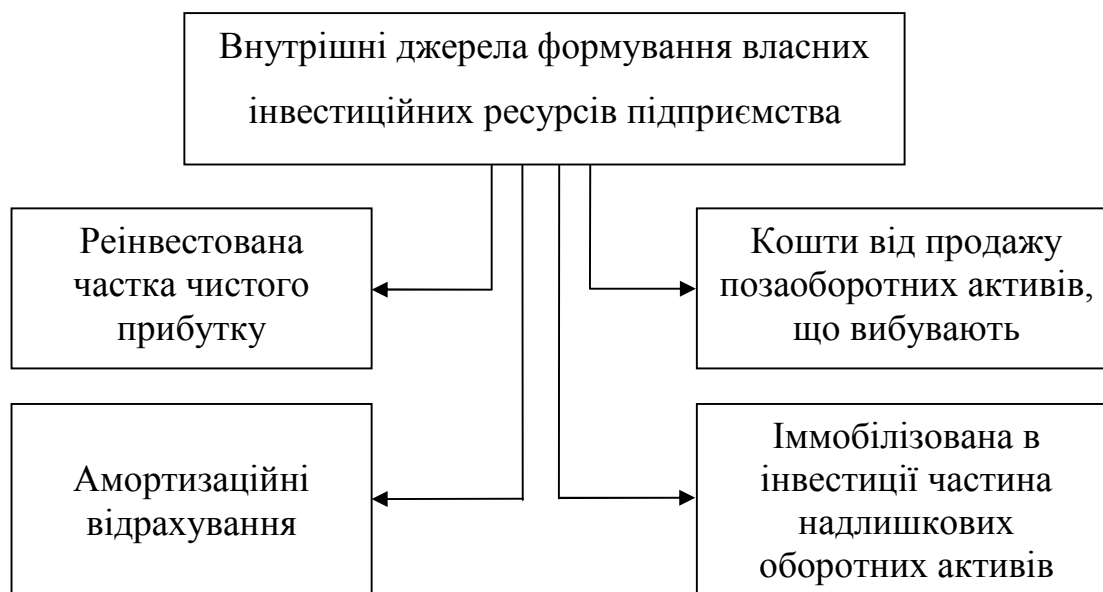 Внутрішні джерела формування власних
інвестиційних ресурсів підприємства
Реінвестована
частка чистого
прибутку
Кошти від продажу
позаоборотних активів,
що вибувають
Амортизаційні
відрахування
Іммобілізована в
інвестиції частина
надлишкових
оборотних активів